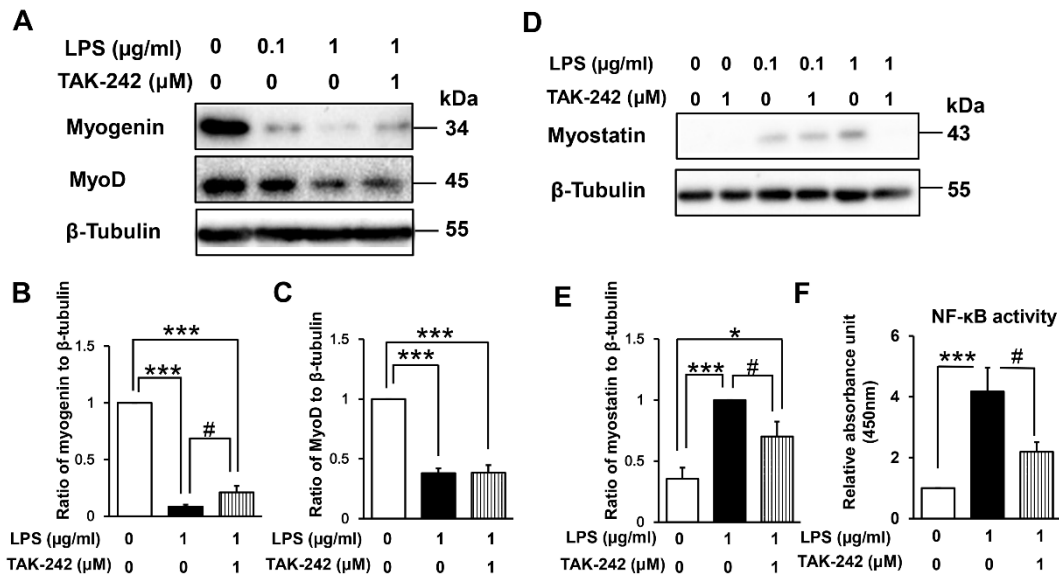 A
LPS (µg/ml) 0 0.1 1 1
TAK-242 (µM) 0 0 0 1
kDa
Myogenin 34
MyoD 45
β-Tubulin 55
D
LPS (µg/ml) 0 0 0.1 0.1 1 1
TAK-242 (µM) 0 1 0 1 0 1
kDa
Myostatin 43
β-Tubulin 55
B
Ratio of myogenin to β-tubulin
1.5
1
0.5
0
***
***
#
LPS (µg/ml) 0 1 1
TAK-242 (µM) 0 0 1
C
Ratio of MyoD to β-tubulin
1.5
1
0.5
0
***
***
0 1 1
0 0 1
E
Ratio of myostatin to β-tubulin
1.5
1
0.5
0
*
***
#
LPS (µg/ml) 0 1 1
TAK-242 (µM) 0 0 1
F
NF-κB activity
Relative absorbance unit
(450nm)
6
4
2
0
***
#
LPS (µg/ml) 0 1 1
TAK-242 (µM) 0 0 1